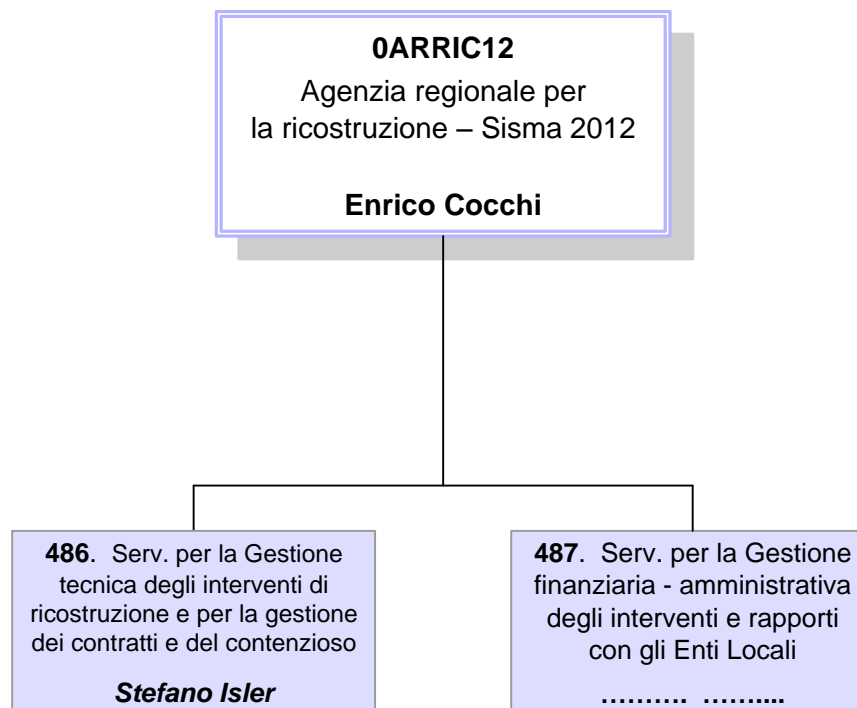 0ARRIC12
Agenzia regionale per
la ricostruzione – Sisma 2012
Enrico Cocchi
486. Serv. per la Gestione
tecnica degli interventi di
ricostruzione e per la gestione
dei contratti e del contenzioso
Stefano Isler
487. Serv. per la Gestione
finanziaria - amministrativa
degli interventi e rapporti
con gli Enti Locali
………. ……....